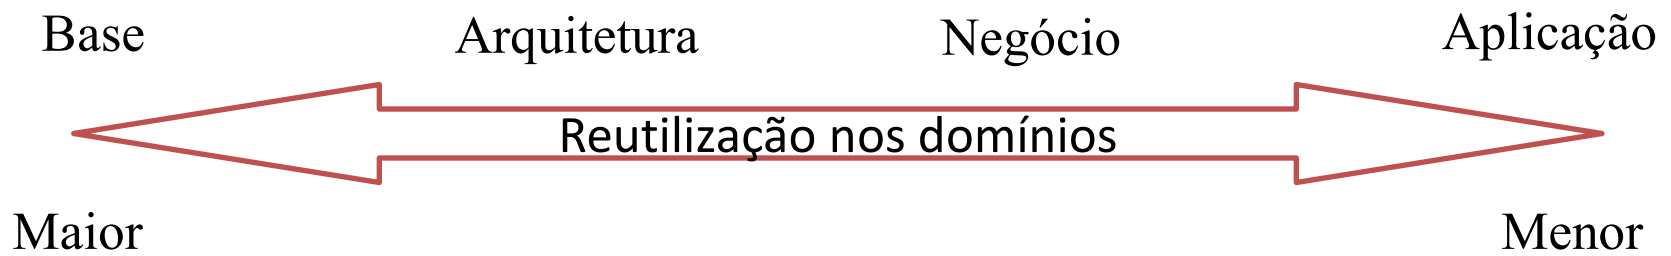 Base Arquitetura Negócio Aplicação
Reutilização nos domínios
Maior Menor